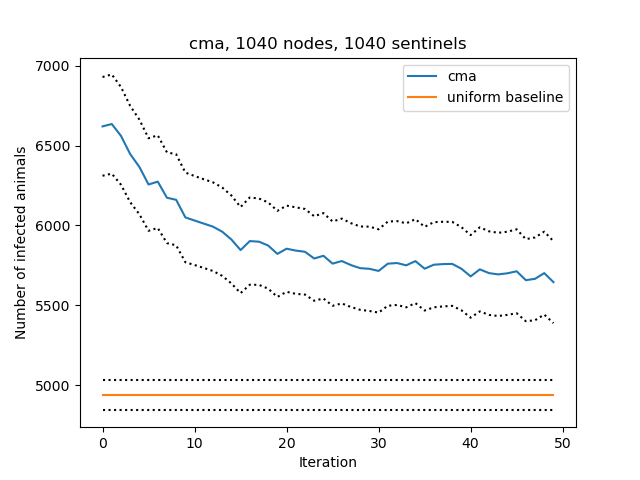 cma, 1040 nodes, 1040 sentinels
7000
6500
6000
5500
5000
Number of infected animals
cma
uniform baseline
0 10 20 30 40 50
Iteration